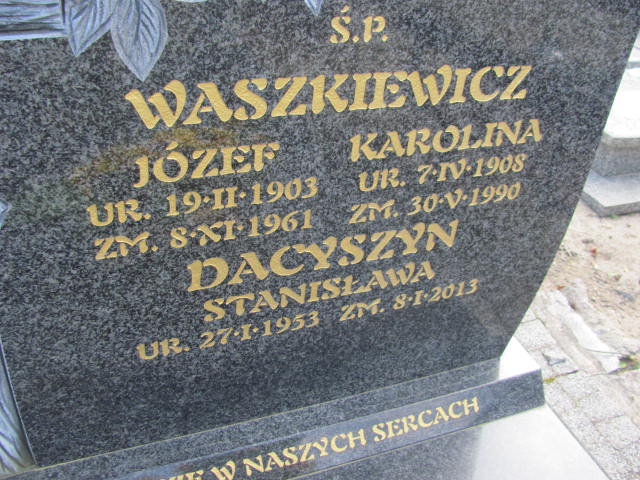 Ś.P.
WASZKIEWICZ
JÓZEF
UR. 19·II·1903
ZM. 8·XI·1961
KAROLINA
UR. 7·IV·1908
ZM. 30·V·1990
DACYSZYN
STANISŁAWA
UR. 27·I·1953 ZM. 8·I·2013
W NASZYCH SERCACH